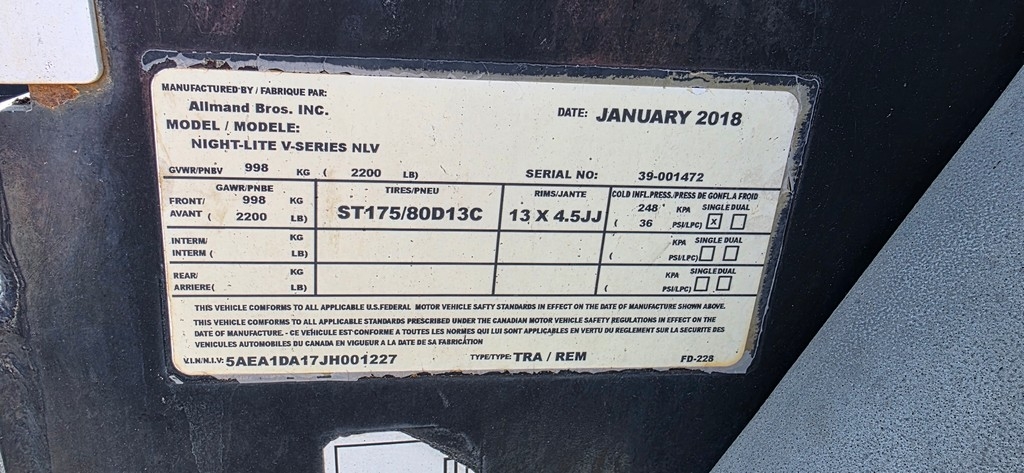 MANUFACTURED BY / FABRIQUE PAR:
Allmand Bros. INC.
DATE: JANUARY 2018
MODEL / MODELE:
NIGHT-LITE V-SERIES NLV
GVWR/PNBV 998 KG ( 2200 LB) SERIAL NO: 39-001472
GAWR/PNBE TIRES/PNEU RIMS/JANTE COLD INFL.PRESS/PRESS DE GONFL.A FROID
FRONT/ 998 KG ST175/80D13C 13 X 4.5JJ 248 KPA SINGLE DUAL
AVANT ( 2200 LB) ( 36 PSI/LPC) X
INTERM/ KG KPA SINGLE DUAL
INTERM ( LB) ( PSI/LPC)
REAR/ KG KPA SINGLE DUAL
ARRIERE( LB) ( PSI/LPC)
THIS VEHICLE COMFORMS TO ALL APPLICABLE U.S.FEDERAL MOTOR VEHICLE SAFTY STANDARDS IN EFFECT ON THE DATE OF MANUFACTURE SHOWN ABOVE.
THIS VEHICLE COMFORMS TO ALL APPLICABLE STANDARDS PRESCRIBED UNDER THE CANADIAN MOTOR VEHICLE SAFETY REGULATIONS IN EFFECT ON THE
DATE OF MANUFACTURE. - CE VEHICULE EST CONFORME A TOUTES LES NORMES QUI LUI SONT APPLICABLES EN VERTU DU REGLEMENT SUR LA SECURITE DES
VEHICULES AUTOMOBILES DU CANADA EN VIGUEUR A LA DATE DE SA FABRICATION
V.I.N/N.I.V: 5AEA1DA17JH001227 TYPE/TYPE: TRA / REM FD-228